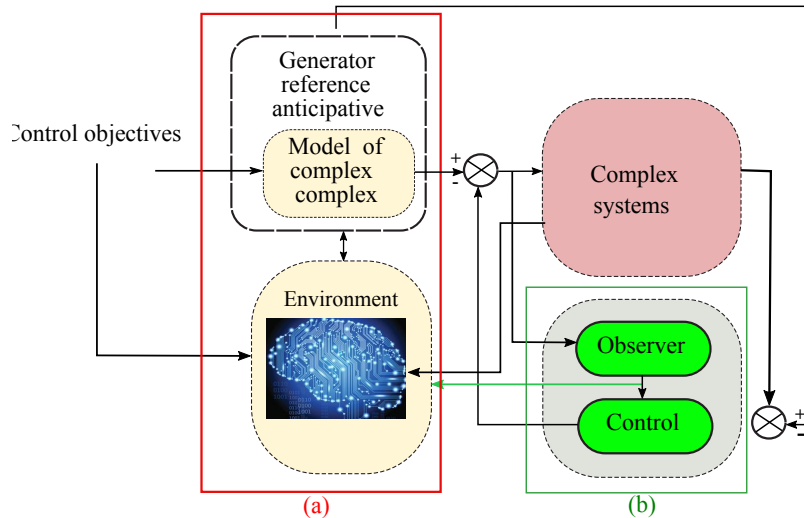 Generator
reference
anticipative
Control objectives
Model of
complex
complex
+
-
Complex
systems
Environment
Observer
Control
+
-
(a)
(b)